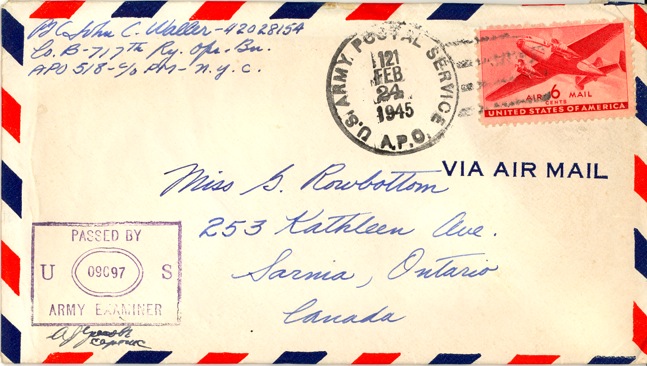 Pfc John C. Waller-42028154
Co. B-717th Ry. Opr. Bn.
APO 518-c/o PM-N.Y.C.
U.S. ARMY POSTAL SERVICE
121
FEB
24
1945
A.P.O.
AIR 6 MAIL
CENTS
UNITED STATES OF AMERICA
VIA AIR MAIL
Miss G. Rowbottom
253 Kathleen Ave.
Sarnia, Ontario
Canada
PASSED BY
U 09C97 S
ARMY EXAMINER